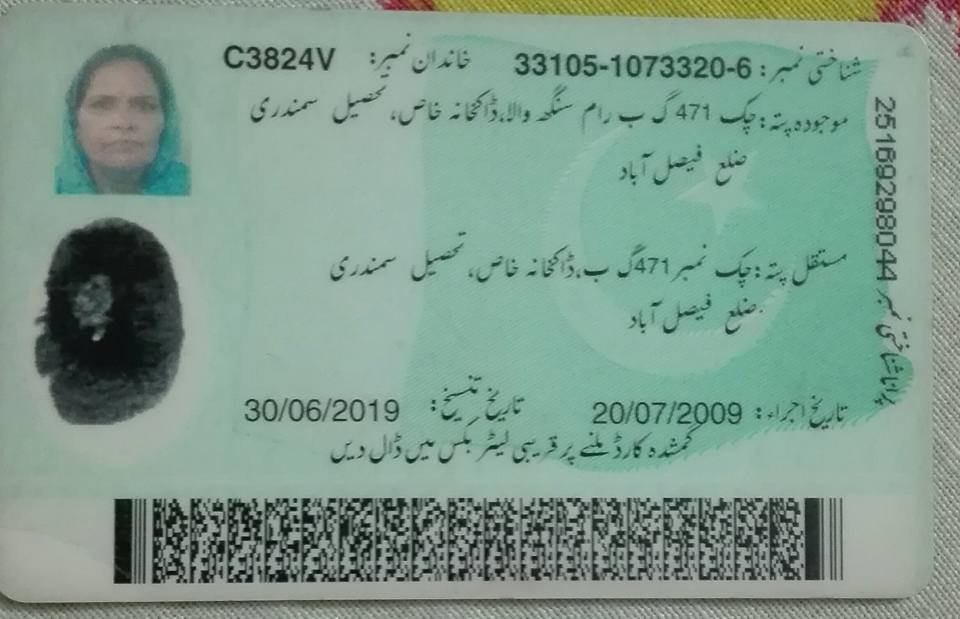 شناختی نمبر: 33105-1073320-6 خاندان نمبر: C3824V
موجودہ پتہ: چک 471 گ ب رام سنگھ والا، ڈاکخانہ خاص، تحصیل سمندری
ضلع فیصل آباد
مستقل پتہ: چک نمبر 471 گ ب، ڈاکخانہ خاص، تحصیل سمندری
ضلع فیصل آباد
تاریخ اجراء: 20/07/2009 تاریخ تنسیخ: 30/06/2019
گمشدہ کارڈ ملنے پر قریبی لیٹر بکس میں ڈال دیں
پرانا شناختی نمبر 25169298044